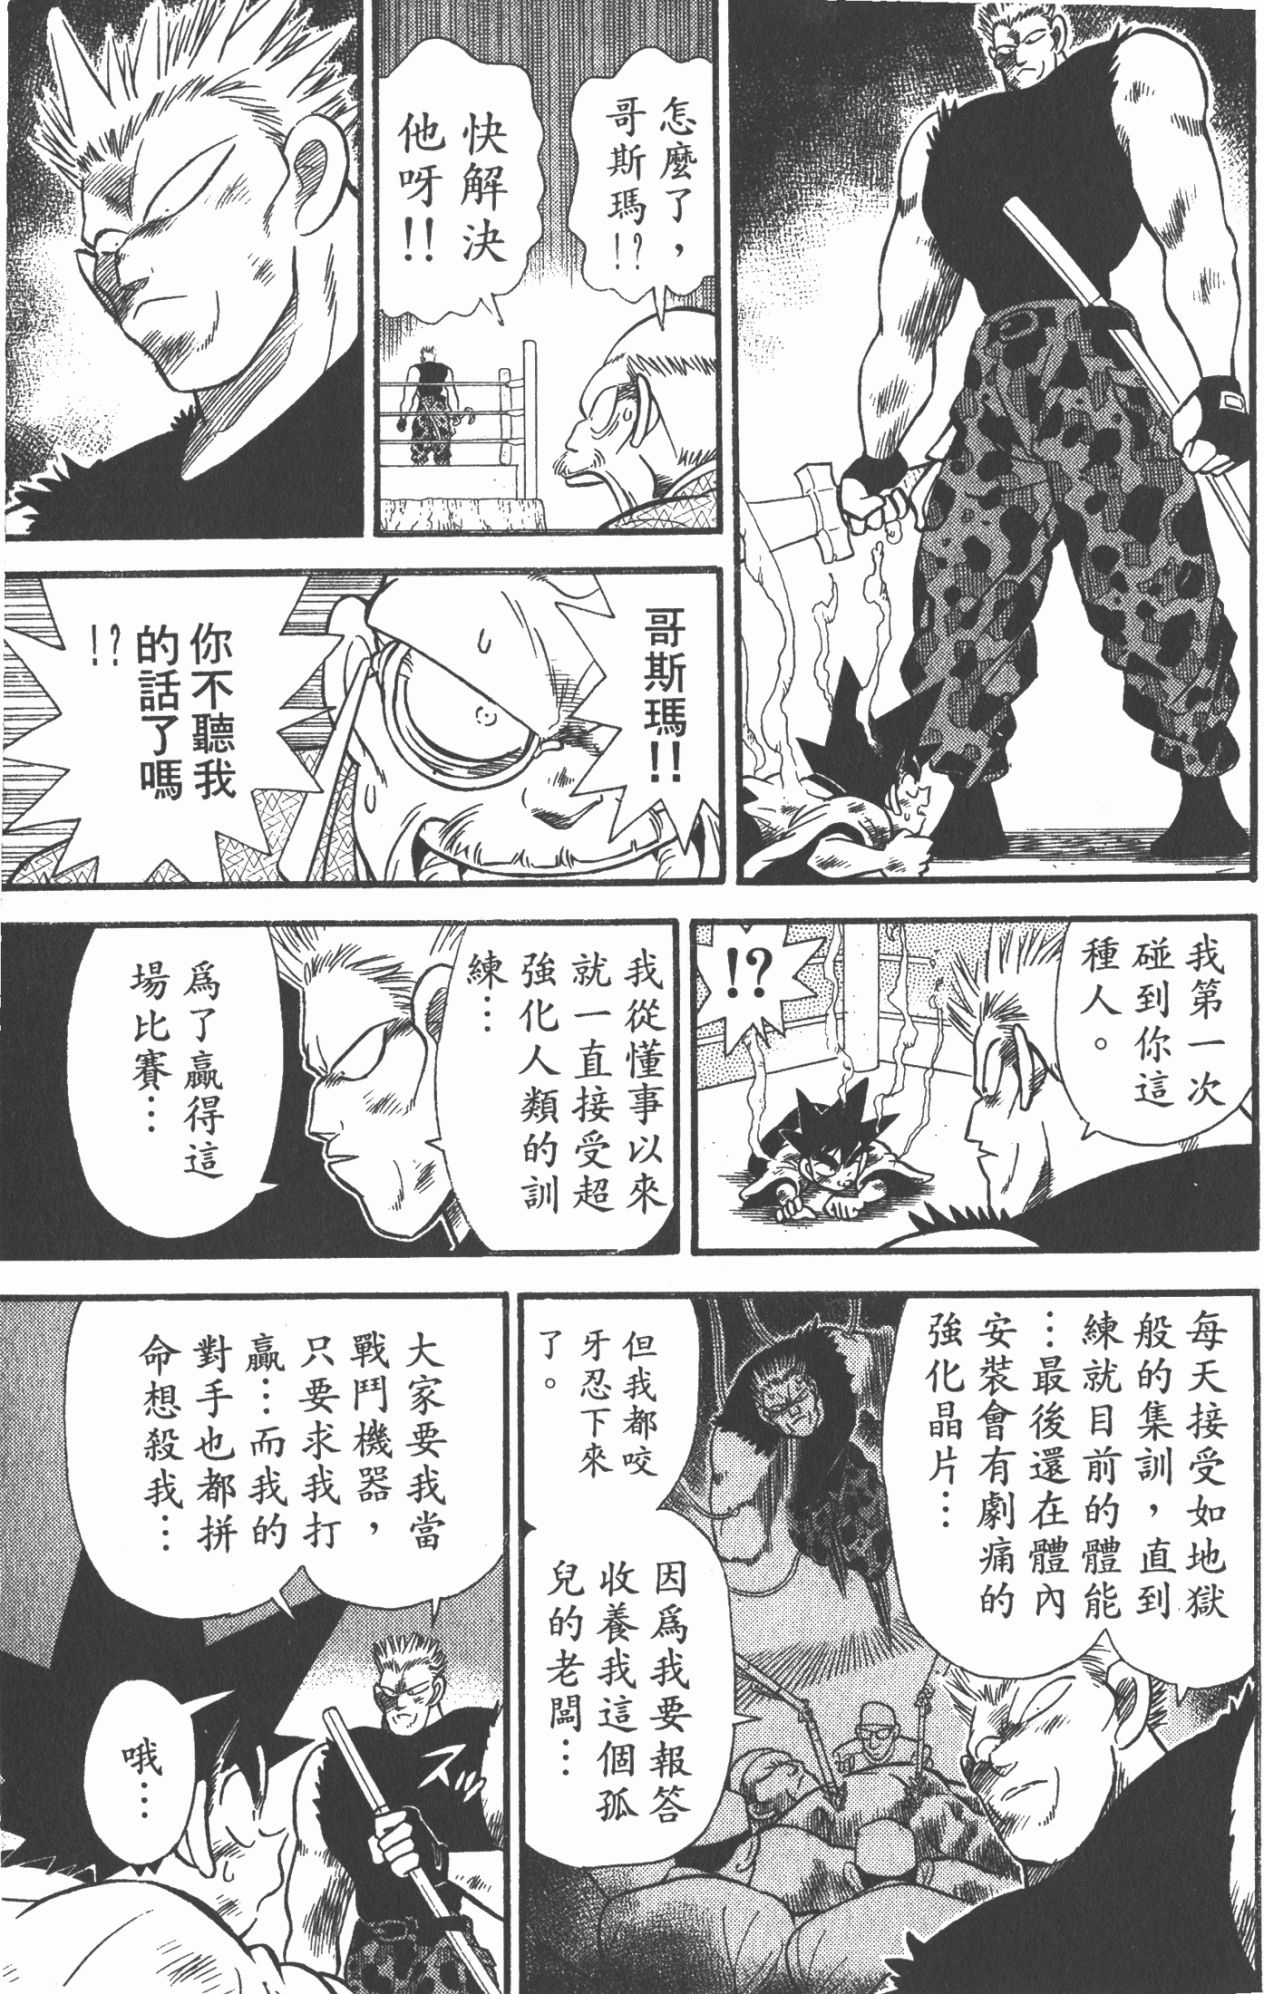 怎麼了，
哥斯瑪!?
快解決
他呀!!
哥斯瑪!!
你不聽我
的話了嗎
!?
我第一次
碰到你這
種人。
!?
我從懂事以來
就一直接受超
強化人類的訓
練…
爲了贏得這
場比賽…
每天接受如地獄
般的集訓，直到
練就目前的體能
…最後還在體內
安裝會有劇痛的
強化晶片…
但我都咬
牙忍下來
了。
因爲我要報答
收養我這個孤
兒的老闆…
大家要我當
戰鬥機器，
只要求我打
贏…而我的
對手也都拼
命想殺我…
哦…